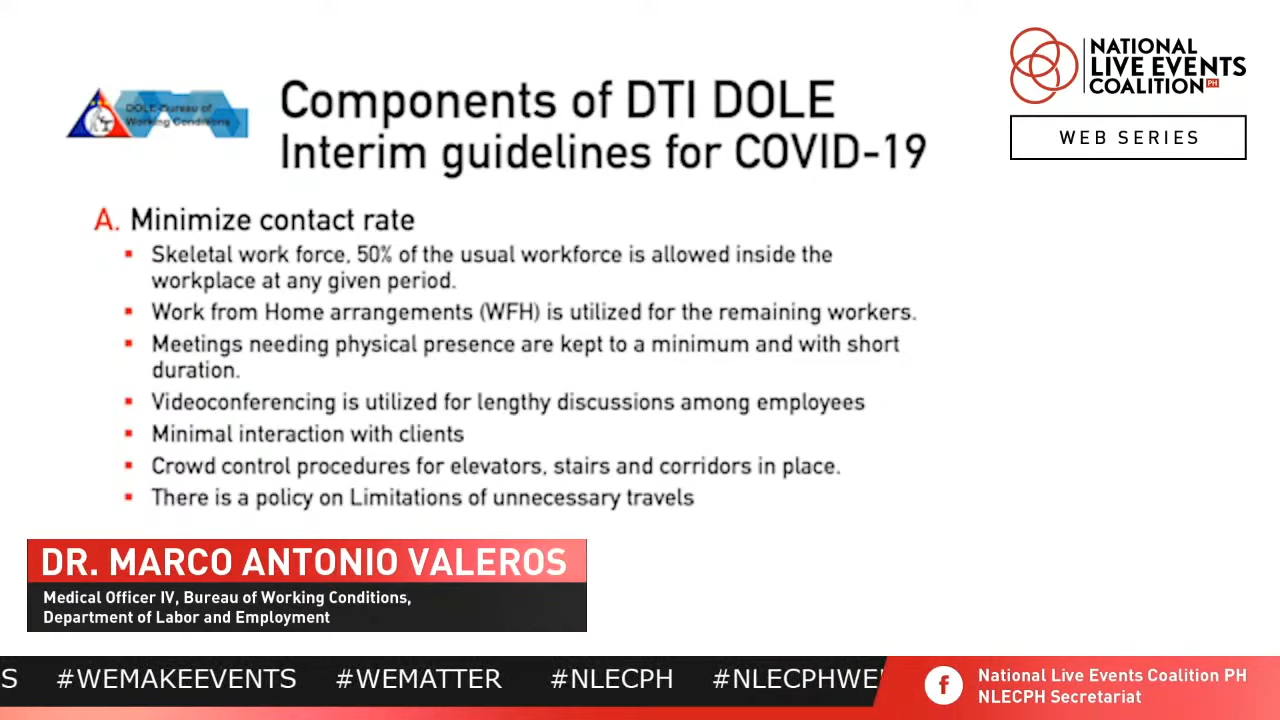 DOLE-Bureau of
Working Conditions
Components of DTI DOLE
Interim guidelines for COVID-19
NATIONAL
LIVE EVENTS
COALITION PH
WEB SERIES
A. Minimize contact rate
▪ Skeletal work force, 50% of the usual workforce is allowed inside the
workplace at any given period.
▪ Work from Home arrangements (WFH) is utilized for the remaining workers.
▪ Meetings needing physical presence are kept to a minimum and with short
duration.
▪ Videoconferencing is utilized for lengthy discussions among employees
▪ Minimal interaction with clients
▪ Crowd control procedures for elevators, stairs and corridors in place.
▪ There is a policy on Limitations of unnecessary travels
DR. MARCO ANTONIO VALEROS
Medical Officer IV, Bureau of Working Conditions,
Department of Labor and Employment
S #WEMAKEEVENTS #WEMATTER #NLECPH #NLECPHWE
f
National Live Events Coalition PH
NLECPH Secretariat